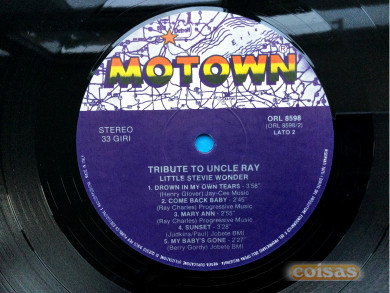 MOTOWN
ORL 8598
(ORL 8598/2)
LATO 2
STEREO
33 GIRI
TRIBUTE TO UNCLE RAY
LITTLE STEVIE WONDER
1. DROWN IN MY OWN TEARS - 3'58"
(Henry Glover) Jay-Cee Music
2. COME BACK BABY - 2'46"
(Ray Charles) Progressive Music
3. MARY ANN - 2'55"
(Ray Charles) Progressive Music
4. SUNSET - 2'28"
(Judkins/Paul) Jobete BMI
5. MY BABY'S GONE - 2'27"
(Berry Gordy) Jobete BMI
coisas